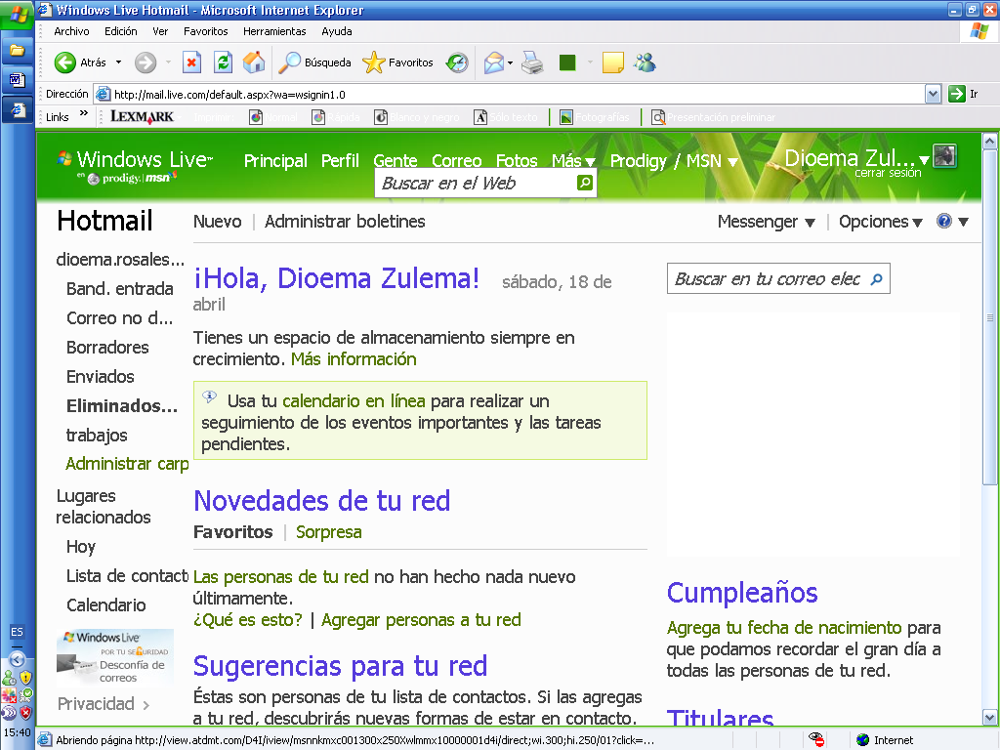 Windows Live Hotmail - Microsoft Internet Explorer
Archivo Edición Ver Favoritos Herramientas Ayuda
Atrás Búsqueda Favoritos
Dirección http://mail.live.com/default.aspx?wa=wsignin1.0 Ir
Links » LEXMARK Imprimir Normal Rápida Blanco y negro Sólo texto Fotografías Presentación preliminar
Windows Live™ Principal Perfil Gente Correo Fotos Más Prodigy / MSN Dioema Zul...
en prodigy msn cerrar sesión
Buscar en el Web
Hotmail Nuevo | Administrar boletines Messenger | Opciones
dioema.rosales...
Band. entrada
Correo no d...
Borradores
Enviados
Eliminados...
trabajos
Administrar carp
Lugares
relacionados
Hoy
Lista de contact
Calendario
Windows Live
POR TU SEGURIDAD
Desconfía de
correos
Privacidad
¡Hola, Dioema Zulema! sábado, 18 de
abril
Tienes un espacio de almacenamiento siempre en
crecimiento. Más información
Usa tu calendario en línea para realizar un
seguimiento de los eventos importantes y las tareas
pendientes.
Novedades de tu red
Favoritos | Sorpresa
Las personas de tu red no han hecho nada nuevo
últimamente.
¿Qué es esto? | Agregar personas a tu red
Sugerencias para tu red
Éstas son personas de tu lista de contactos. Si las agregas
a tu red, descubrirás nuevas formas de estar en contacto.
Buscar en tu correo elec
Cumpleaños
Agrega tu fecha de nacimiento para
que podamos recordar el gran día a
todas las personas de tu red.
Titulares
ES
15:40
Abriendo página http://view.atdmt.com/D4I/iview/msnnkmxc001300x250Xwlmmx10000001d4i/direct;wi.300;hi.250/01?click=... Internet